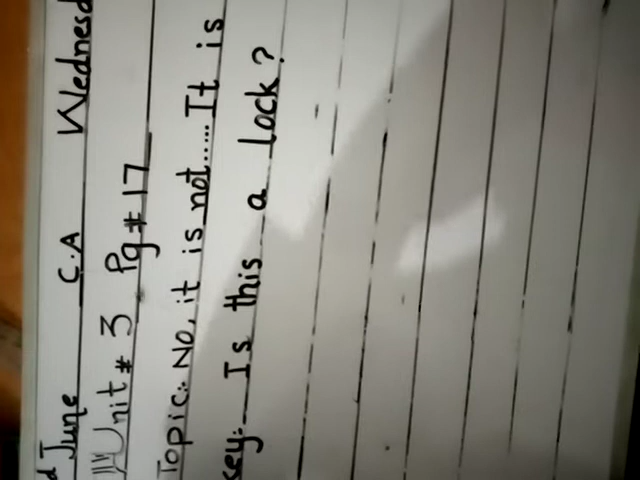 June C.A Wednesd
Unit # 3 Pg # 17
Topic:- No, it is not..... It is
key:- Is this a lock?